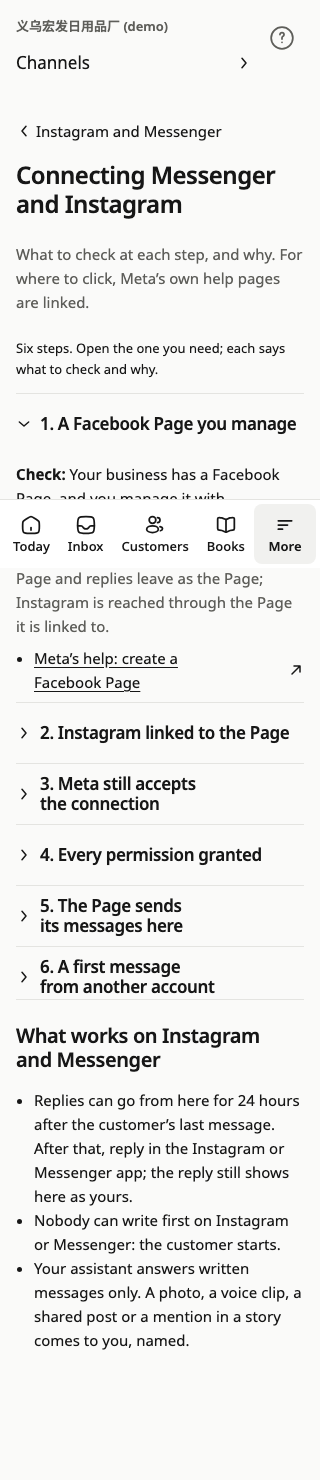 义乌宏发日用品厂 (demo)
Channels
Instagram and Messenger
Connecting Messenger
and Instagram
What to check at each step, and why. For
where to click, Meta’s own help pages
are linked.
Six steps. Open the one you need; each says
what to check and why.
1. A Facebook Page you manage
Check: Your business has a Facebook
Page, and you manage it with
Today
Inbox
Customers
Books
More
Page and replies leave as the Page;
Instagram is reached through the Page
it is linked to.
Meta’s help: create a
Facebook Page
2. Instagram linked to the Page
3. Meta still accepts
the connection
4. Every permission granted
5. The Page sends
its messages here
6. A first message
from another account
What works on Instagram
and Messenger
Replies can go from here for 24 hours
after the customer’s last message.
After that, reply in the Instagram or
Messenger app; the reply still shows
here as yours.
Nobody can write first on Instagram
or Messenger: the customer starts.
Your assistant answers written
messages only. A photo, a voice clip, a
shared post or a mention in a story
comes to you, named.